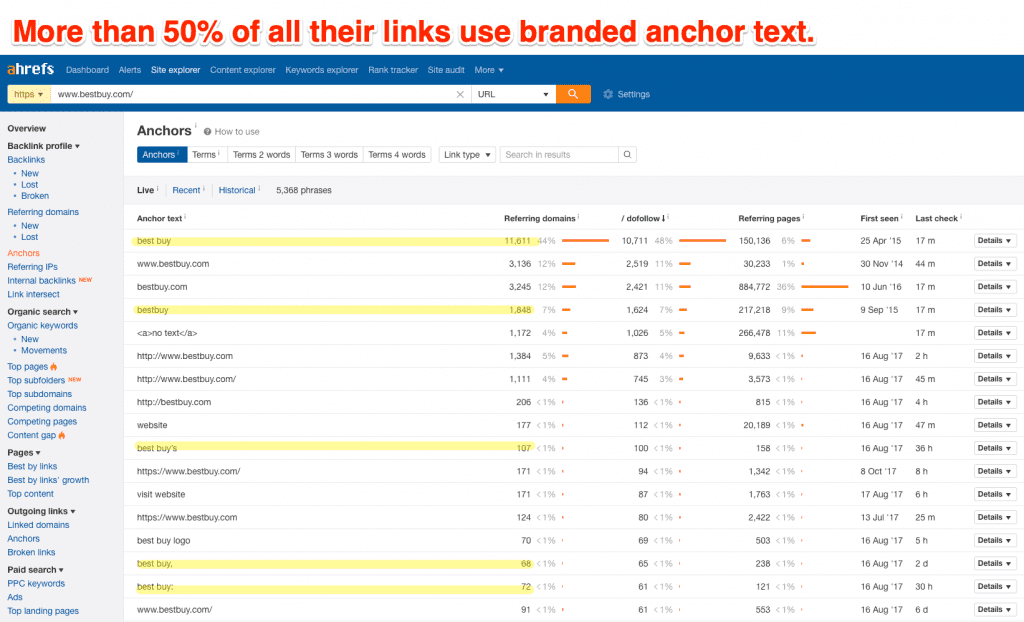 More than 50% of all their links use branded anchor text.
ahrefs Dashboard Alerts Site explorer Content explorer Keywords explorer Rank tracker Site audit More
https www.bestbuy.com/ URL Settings
Overview
Backlink profile
Backlinks
New
Lost
Broken
Referring domains
New
Lost
Anchors
Referring IPs
Internal backlinks NEW
Link intersect
Organic search
Organic keywords
New
Movements
Top pages
Top subfolders NEW
Top subdomains
Competing domains
Competing pages
Content gap
Pages
Best by links
Best by links' growth
Top content
Outgoing links
Linked domains
Anchors
Broken links
Paid search
PPC keywords
Ads
Top landing pages
Anchors i ? How to use
Anchors i Terms i Terms 2 words Terms 3 words Terms 4 words Link type Search in results
Live i Recent i Historical i 5,368 phrases
Anchor text i Referring domains i / dofollow ↓ i Referring pages i First seen i Last check i
best buy 11,611 44% 10,711 48% 150,136 6% 25 Apr '15 17 m Details
www.bestbuy.com 3,136 12% 2,519 11% 30,233 1% 30 Nov '14 44 m Details
bestbuy.com 3,245 12% 2,421 11% 884,772 36% 10 Jun '16 17 m Details
bestbuy 1,848 7% 1,624 7% 217,218 9% 9 Sep '15 17 m Details
<a>no text</a> 1,172 4% 1,026 5% 266,478 11% 17 m Details
http://www.bestbuy.com 1,384 5% 873 4% 9,633 <1% 16 Aug '17 2 h Details
http://www.bestbuy.com/ 1,111 4% 745 3% 3,573 <1% 16 Aug '17 45 m Details
http://bestbuy.com 206 <1% 136 <1% 815 <1% 16 Aug '17 4 h Details
website 177 <1% 112 <1% 20,189 <1% 16 Aug '17 47 m Details
best buy's 107 <1% 100 <1% 158 <1% 16 Aug '17 36 h Details
https://www.bestbuy.com/ 171 <1% 94 <1% 1,342 <1% 8 Oct '17 8 h Details
visit website 171 <1% 87 <1% 1,763 <1% 17 Aug '17 6 h Details
https://www.bestbuy.com 124 <1% 80 <1% 2,422 <1% 13 Jul '17 25 m Details
best buy logo 70 <1% 69 <1% 503 <1% 16 Aug '17 5 h Details
best buy, 68 <1% 65 <1% 238 <1% 16 Aug '17 2 d Details
best buy: 72 <1% 61 <1% 121 <1% 16 Aug '17 30 h Details
www.bestbuy.com/ 91 <1% 61 <1% 553 <1% 16 Aug '17 6 d Details